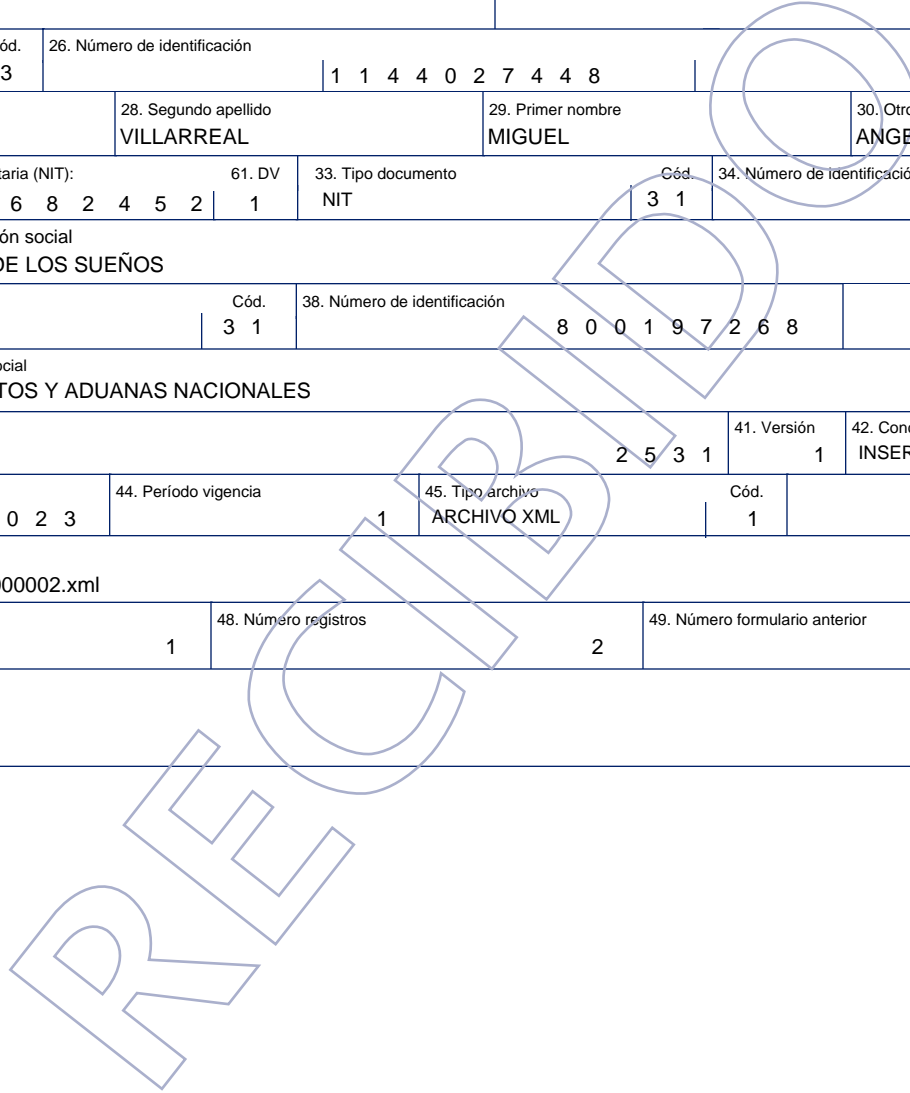 ód. 26. Número de identificación
3 1 1 4 4 0 2 7 4 4 8
28. Segundo apellido 29. Primer nombre 30. Otro
VILLARREAL MIGUEL ANGE
taria (NIT): 61. DV 33. Tipo documento Cód. 34. Número de identificació
6 8 2 4 5 2 1 NIT 3 1
ón social
DE LOS SUEÑOS
Cód. 38. Número de identificación
3 1 8 0 0 1 9 7 2 6 8
ocial
TOS Y ADUANAS NACIONALES
41. Versión 42. Conc
2 5 3 1 1 INSER
44. Período vigencia 45. Tipo archivo Cód.
0 2 3 1 ARCHIVO XML 1
000002.xml
48. Número registros 49. Número formulario anterior
1 2
RECIBIDO